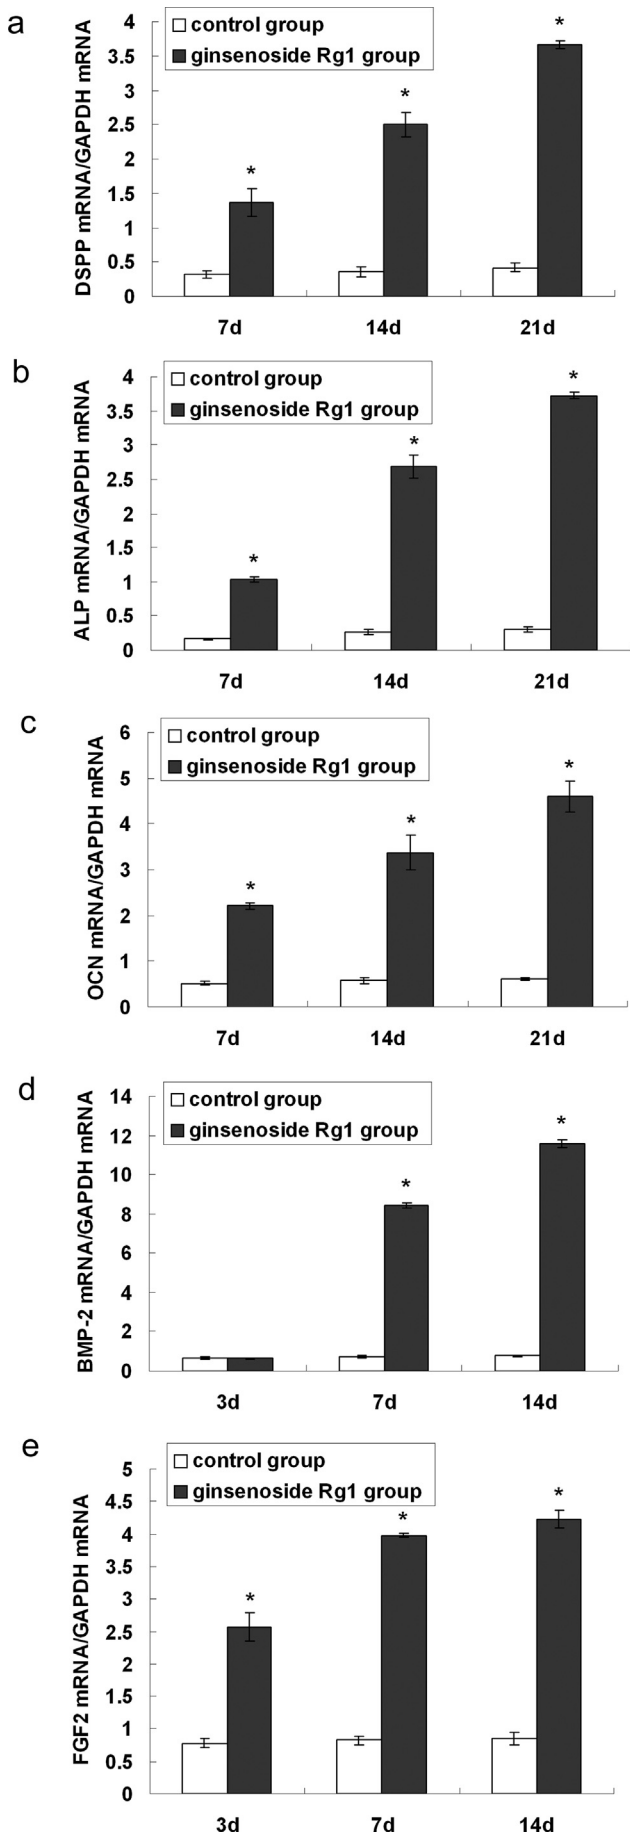 a
DSPP mRNA/GAPDH mRNA
4
3.5
3
2.5
2
1.5
1
0.5
0
control group
ginsenoside Rg1 group
*
*
*
7d 14d 21d
b
ALP mRNA/GAPDH mRNA
4
3.5
3
2.5
2
1.5
1
0.5
0
control group
ginsenoside Rg1 group
*
*
*
7d 14d 21d
c
OCN mRNA/GAPDH mRNA
6
5
4
3
2
1
0
control group
ginsenoside Rg1 group
*
*
*
7d 14d 21d
d
BMP-2 mRNA/GAPDH mRNA
14
12
10
8
6
4
2
0
control group
ginsenoside Rg1 group
*
*
3d 7d 14d
e
FGF2 mRNA/GAPDH mRNA
5
4.5
4
3.5
3
2.5
2
1.5
1
0.5
0
control group
ginsenoside Rg1 group
*
*
*
3d 7d 14d